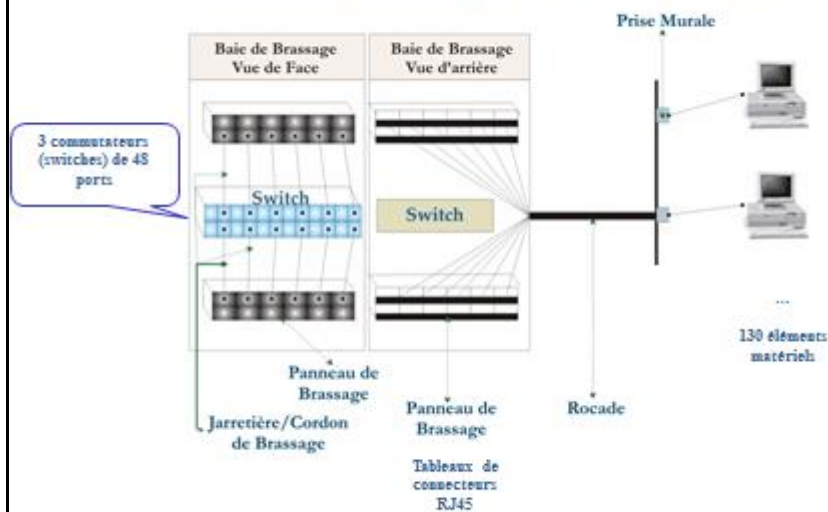 Prise Murale
Baie de Brassage
Vue de Face
Baie de Brassage
Vue d'arrière
3 commutateurs
(switches) de 48
ports
Switch
Switch
...
130 éléments
matériels
Panneau de
Brassage
Jarretière/Cordon
de Brassage
Panneau de
Brassage
Rocade
Tableaux de
connecteurs
RJ45